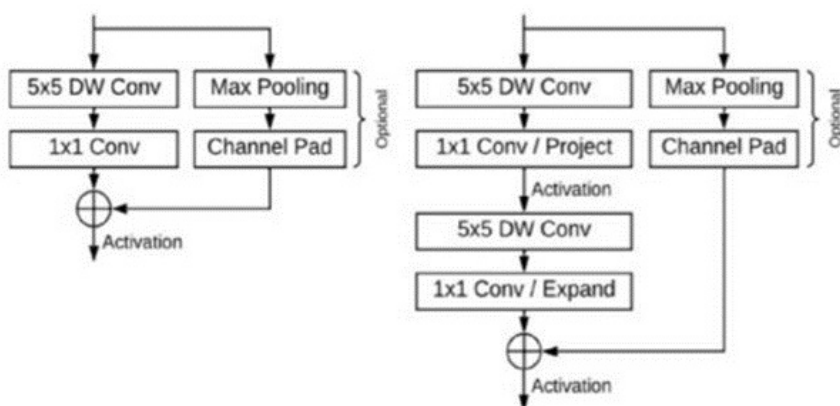 5x5 DW Conv
Max Pooling
1x1 Conv
Channel Pad
Optional
Activation
5x5 DW Conv
Max Pooling
1x1 Conv / Project
Channel Pad
Optional
Activation
5x5 DW Conv
1x1 Conv / Expand
Activation